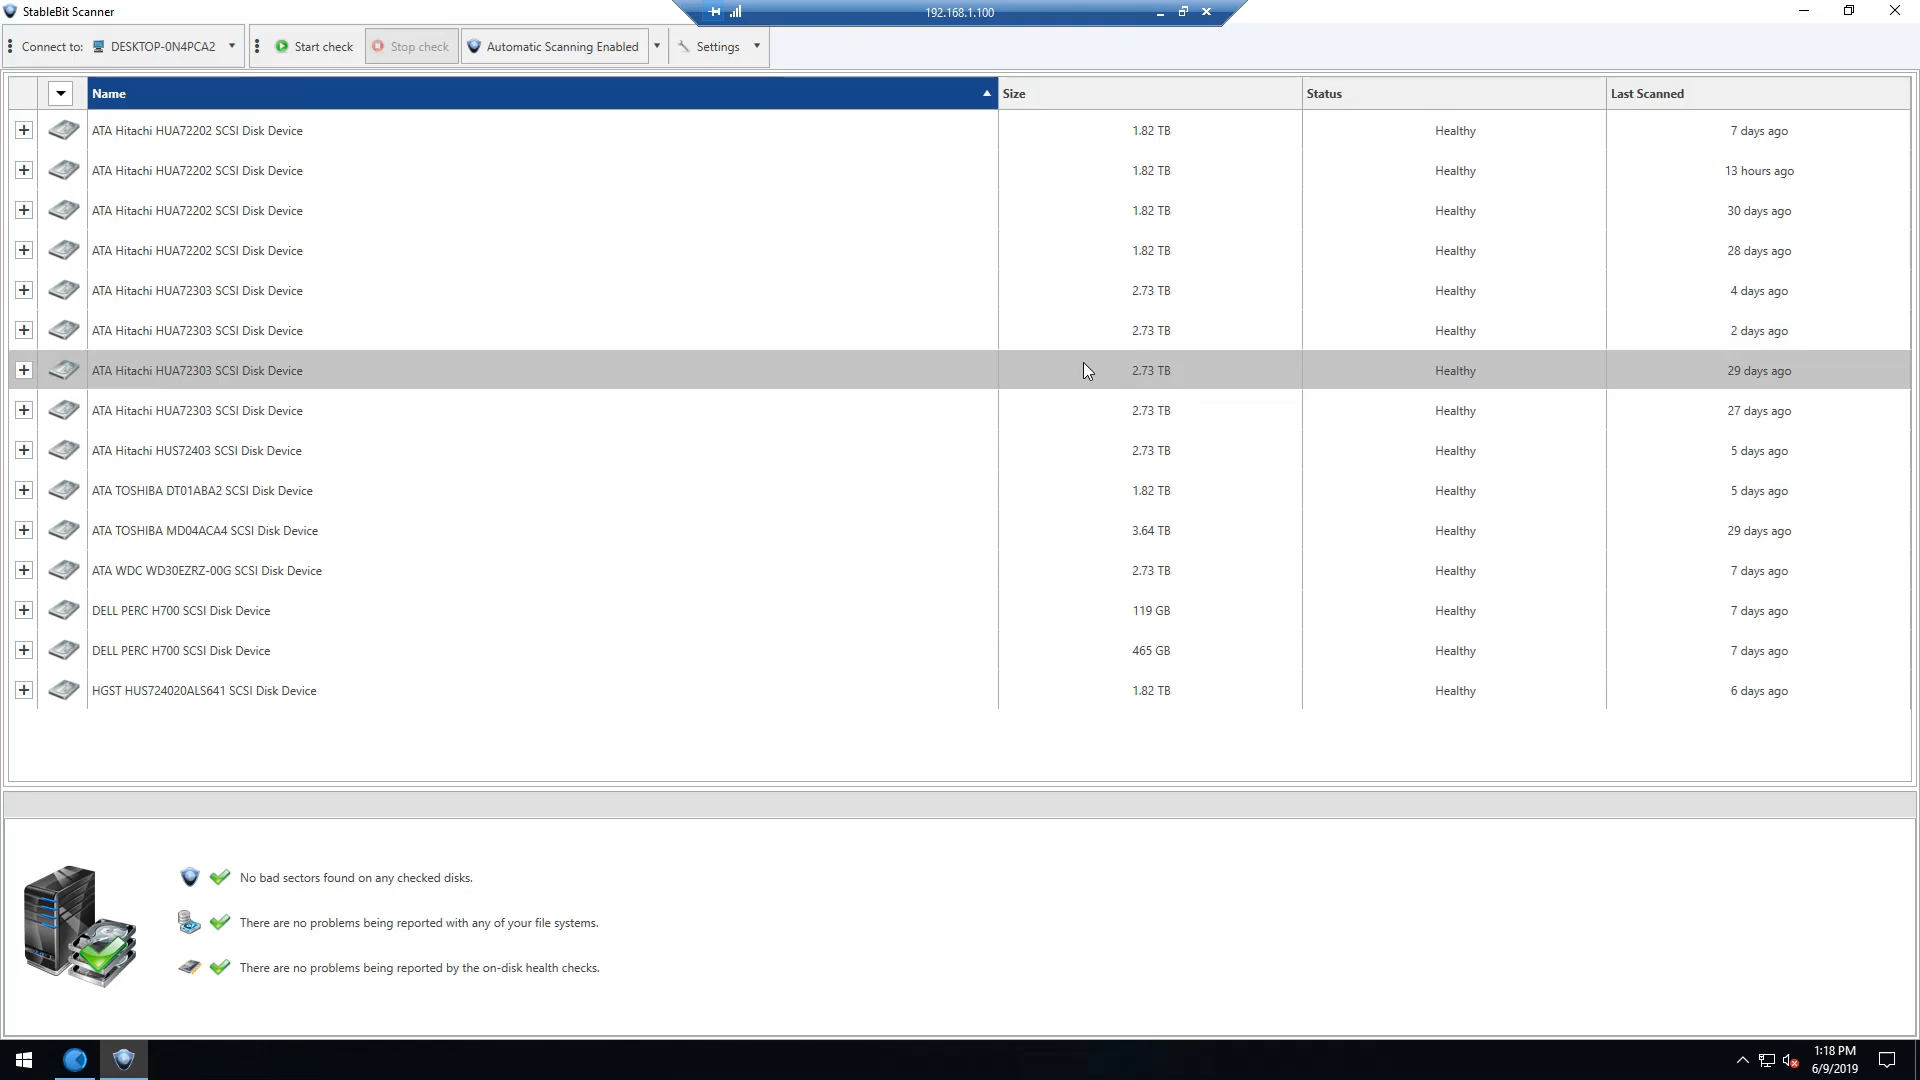 StableBit Scanner
192.168.1.100
Connect to: DESKTOP-0N4PCA2 Start check Stop check Automatic Scanning Enabled Settings
Name Size Status Last Scanned
ATA Hitachi HUA72202 SCSI Disk Device 1.82 TB Healthy 7 days ago
ATA Hitachi HUA72202 SCSI Disk Device 1.82 TB Healthy 13 hours ago
ATA Hitachi HUA72202 SCSI Disk Device 1.82 TB Healthy 30 days ago
ATA Hitachi HUA72202 SCSI Disk Device 1.82 TB Healthy 28 days ago
ATA Hitachi HUA72303 SCSI Disk Device 2.73 TB Healthy 4 days ago
ATA Hitachi HUA72303 SCSI Disk Device 2.73 TB Healthy 2 days ago
ATA Hitachi HUA72303 SCSI Disk Device 2.73 TB Healthy 29 days ago
ATA Hitachi HUA72303 SCSI Disk Device 2.73 TB Healthy 27 days ago
ATA Hitachi HUS72403 SCSI Disk Device 2.73 TB Healthy 5 days ago
ATA TOSHIBA DT01ABA2 SCSI Disk Device 1.82 TB Healthy 5 days ago
ATA TOSHIBA MD04ACA4 SCSI Disk Device 3.64 TB Healthy 29 days ago
ATA WDC WD30EZRZ-00G SCSI Disk Device 2.73 TB Healthy 7 days ago
DELL PERC H700 SCSI Disk Device 119 GB Healthy 7 days ago
DELL PERC H700 SCSI Disk Device 465 GB Healthy 7 days ago
HGST HUS724020ALS641 SCSI Disk Device 1.82 TB Healthy 6 days ago
No bad sectors found on any checked disks.
There are no problems being reported with any of your file systems.
There are no problems being reported by the on-disk health checks.
1:18 PM
6/9/2019